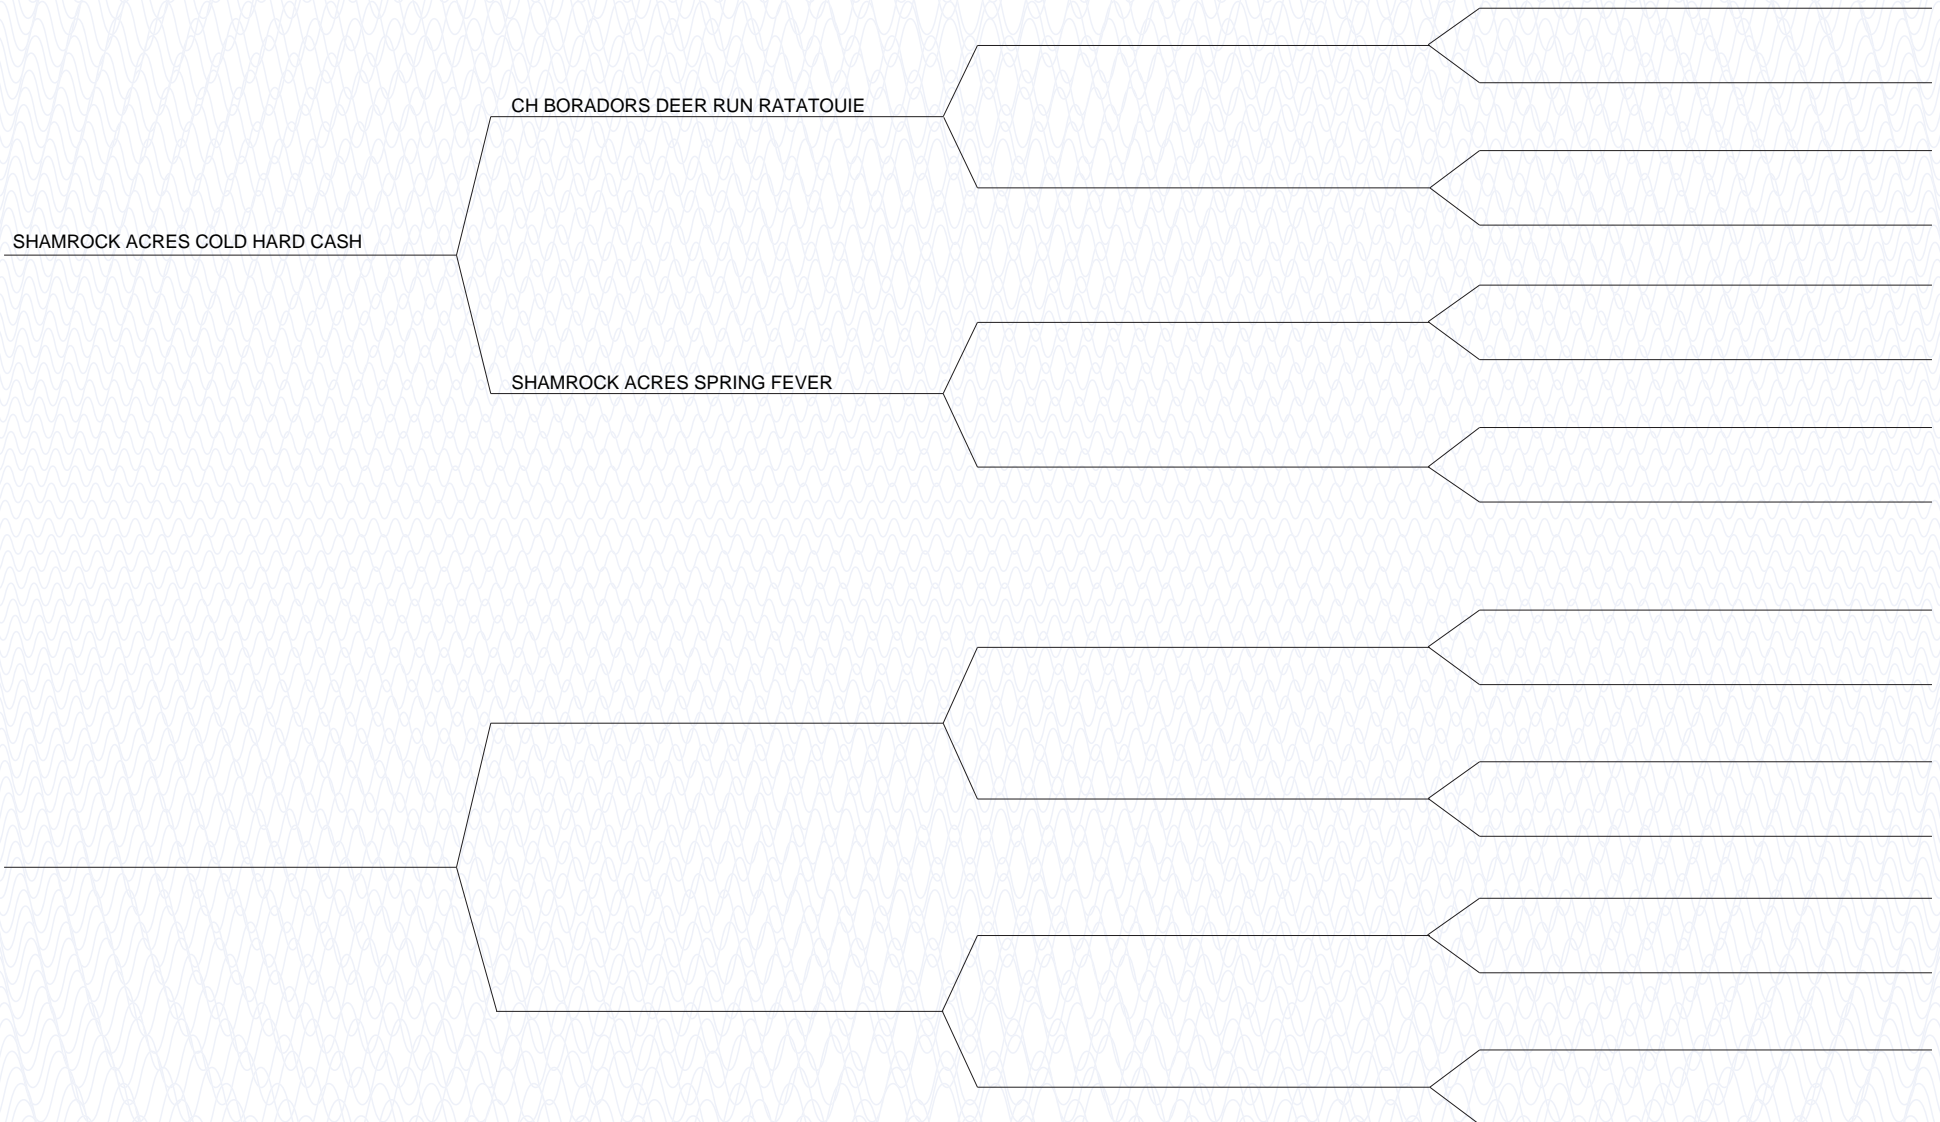 CH BORADORS DEER RUN RATATOUIE
SHAMROCK ACRES COLD HARD CASH
SHAMROCK ACRES SPRING FEVER